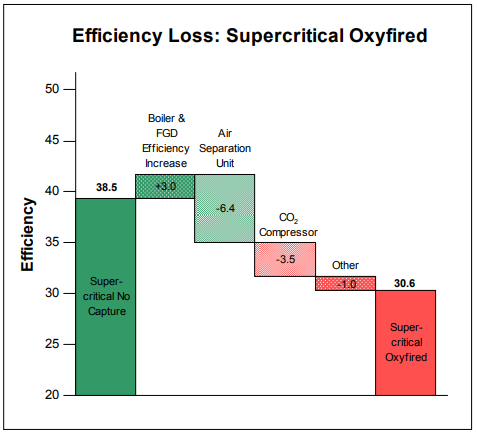 Efficiency Loss: Supercritical Oxyfired
Efficiency
50
45
40
35
30
25
20
38.5
Super-
critical No
Capture
Boiler &
FGD
Efficiency
Increase
+3.0
Air
Separation
Unit
-6.4
CO₂
Compressor
-3.5
Other
-1.0
30.6
Super-
critical
Oxyfired